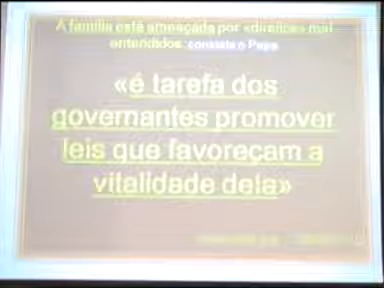 A família está ameaçada por «direitos» mal
entendidos, constata o Papa
«é tarefa dos
governantes promover
leis que favoreçam a
vitalidade dela»